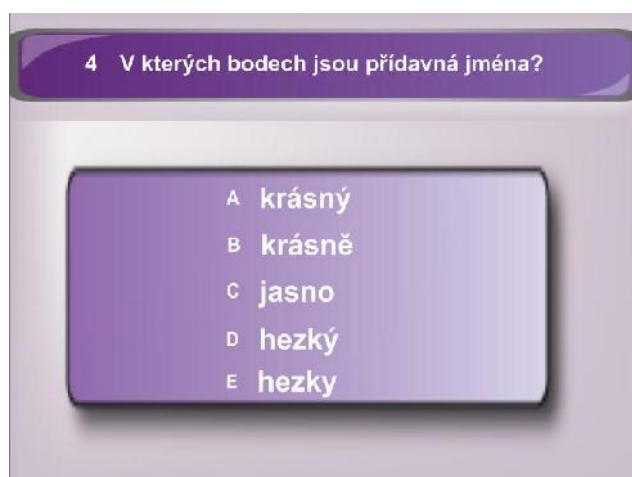 4 V kterých bodech jsou přídavná jména?
A krásný
B krásně
C jasno
D hezký
E hezky